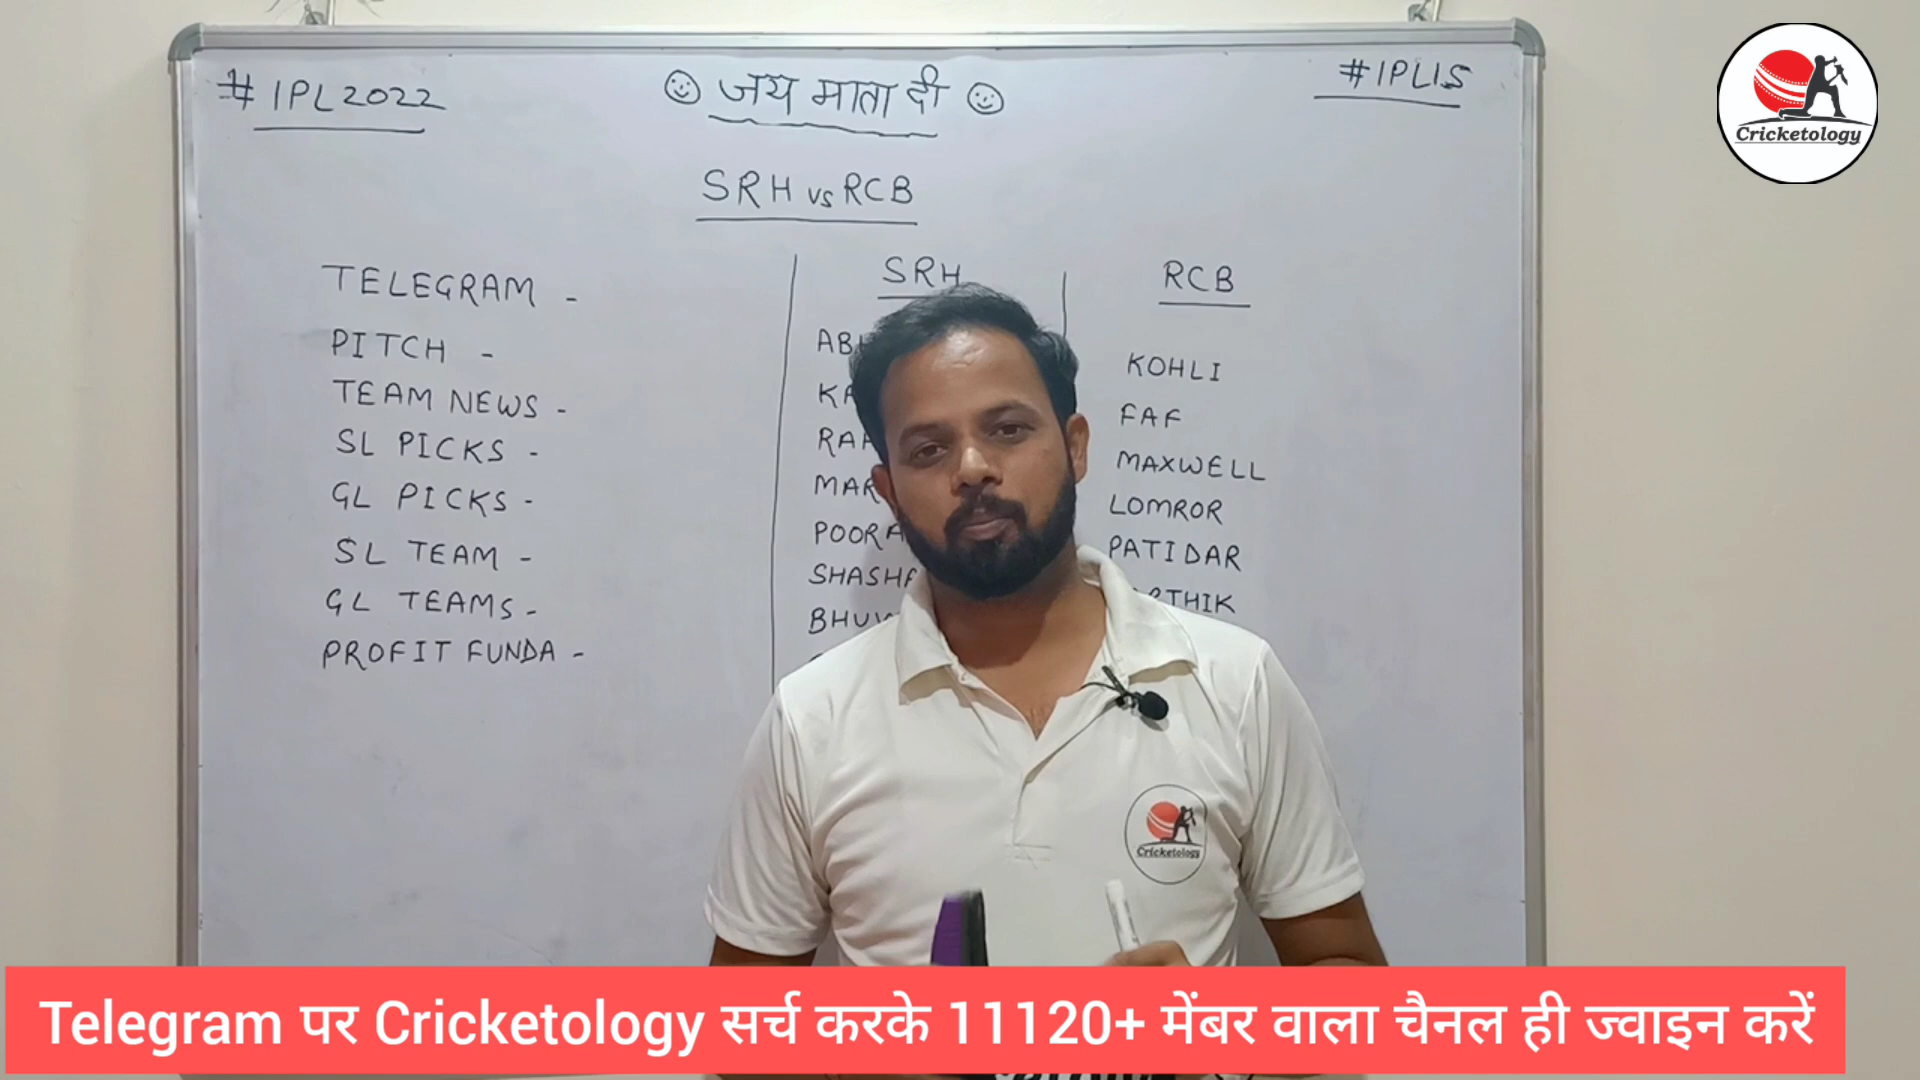 #IPL2022
जय माता दी
#IPL15
Cricketology
SRH vs RCB
TELEGRAM -
PITCH -
TEAM NEWS -
SL PICKS -
GL PICKS -
SL TEAM -
GL TEAMS -
PROFIT FUNDA -
SRH
RCB
KOHLI
FAF
MAXWELL
LOMROR
PATIDAR
Cricketology
Telegram पर Cricketology सर्च करके 11120+ मेंबर वाला चैनल ही ज्वाइन करें